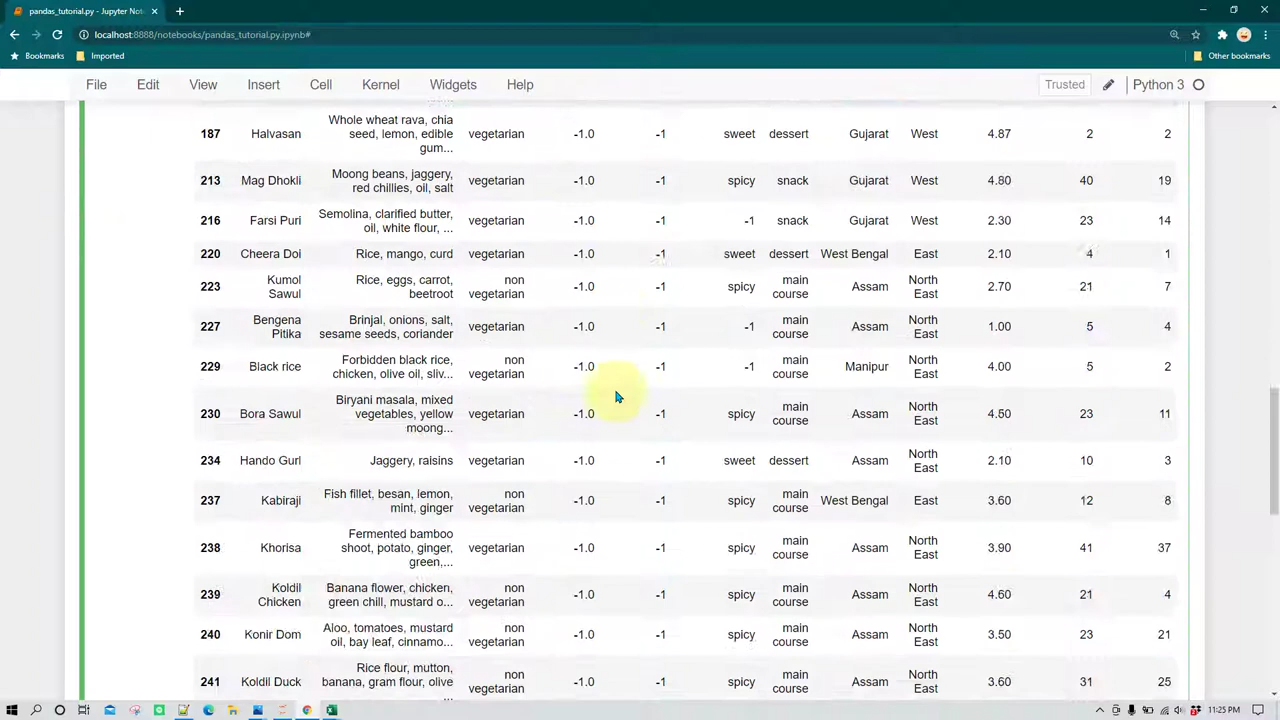 pandas_tutorial.py - Jupyter Not
localhost:8888/notebooks/pandas_tutorial.py.ipynb#
Bookmarks Imported Other bookmarks
File Edit View Insert Cell Kernel Widgets Help Trusted Python 3
Whole wheat rava, chia
187 Halvasan seed, lemon, edible vegetarian -1.0 -1 sweet dessert Gujarat West 4.87 2 2
gum...
Moong beans, jaggery,
213 Mag Dhokli vegetarian -1.0 -1 spicy snack Gujarat West 4.80 40 19
red chillies, oil, salt
Semolina, clarified butter,
216 Farsi Puri vegetarian -1.0 -1 -1 snack Gujarat West 2.30 23 14
oil, white flour, ...
220 Cheera Doi Rice, mango, curd vegetarian -1.0 -1 sweet dessert West Bengal East 2.10 4 1
Kumol Rice, eggs, carrot, non main North
223 -1.0 -1 spicy Assam 2.70 21 7
Sawul beetroot vegetarian course East
Bengena Brinjal, onions, salt, main North
227 vegetarian -1.0 -1 -1 Assam 1.00 5 4
Pitika sesame seeds, coriander course East
Forbidden black rice, non main North
229 Black rice -1.0 -1 -1 Manipur 4.00 5 2
chicken, olive oil, sliv... vegetarian course East
Biryani masala, mixed main North
230 Bora Sawul vegetables, yellow vegetarian -1.0 -1 spicy Assam 4.50 23 11
moong... course East
234 Hando Gurl Jaggery, raisins vegetarian -1.0 -1 sweet dessert Assam North 2.10 10 3
East
Fish fillet, besan, lemon, non main
237 Kabiraji -1.0 -1 spicy West Bengal East 3.60 12 8
mint, ginger vegetarian course
Fermented bamboo main North
238 Khorisa shoot, potato, ginger, vegetarian -1.0 -1 spicy Assam 3.90 41 37
green,... course East
Koldil Banana flower, chicken, non main North
239 -1.0 -1 spicy Assam 4.60 21 4
Chicken green chill, mustard o... vegetarian course East
Aloo, tomatoes, mustard non main North
240 Konir Dom -1.0 -1 spicy Assam 3.50 23 21
oil, bay leaf, cinnamo... vegetarian course East
Rice flour, mutton, non main North
241 Koldil Duck banana, gram flour, olive -1.0 -1 spicy Assam 3.60 31 25
... vegetarian course East
11:25 PM